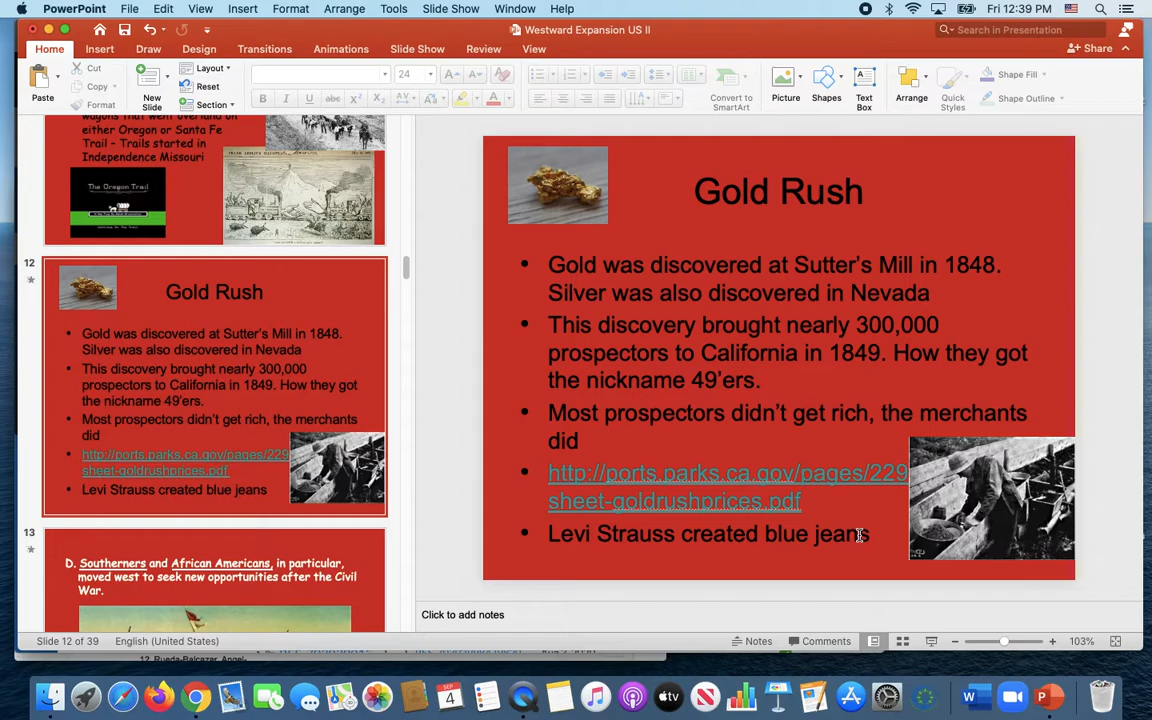 PowerPoint File Edit View Insert Format Arrange Tools Slide Show Window Help Fri 12:39 PM
Westward Expansion US II
Search in Presentation
Home Insert Draw Design Transitions Animations Slide Show Review View Share
Paste Cut Copy Format New Slide Layout Reset Section 24
Convert to SmartArt Picture Shapes Text Box Arrange Quick Styles Shape Fill Shape Outline
wagons that went overland on
either Oregon or Santa Fe
Trail - Trails started in
Independence Missouri
The Oregon Trail
12
Gold Rush
• Gold was discovered at Sutter's Mill in 1848.
Silver was also discovered in Nevada
• This discovery brought nearly 300,000
prospectors to California in 1849. How they got
the nickname 49'ers.
• Most prospectors didn't get rich, the merchants
did
• http://ports.parks.ca.gov/pages/229
sheet-goldrushprices.pdf
• Levi Strauss created blue jeans
13
D. Southerners and African Americans, in particular,
moved west to seek new opportunities after the Civil
War.
Gold Rush
• Gold was discovered at Sutter's Mill in 1848.
Silver was also discovered in Nevada
• This discovery brought nearly 300,000
prospectors to California in 1849. How they got
the nickname 49'ers.
• Most prospectors didn't get rich, the merchants
did
• http://ports.parks.ca.gov/pages/229
sheet-goldrushprices.pdf
• Levi Strauss created blue jeans
Click to add notes
Slide 12 of 39 English (United States) Notes Comments 103%
SEP
4